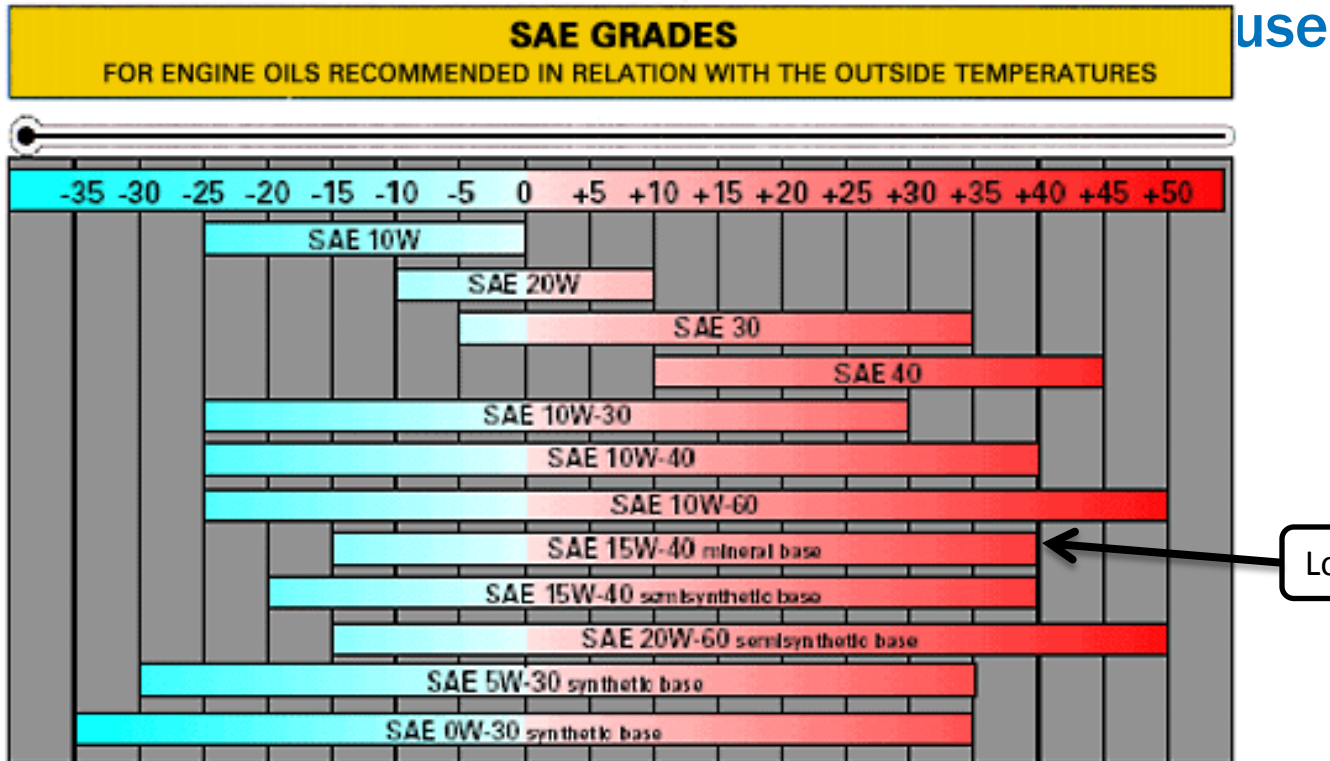 use
SAE GRADES
FOR ENGINE OILS RECOMMENDED IN RELATION WITH THE OUTSIDE TEMPERATURES
-35 -30 -25 -20 -15 -10 -5 0 +5 +10 +15 +20 +25 +30 +35 +40 +45 +50
SAE 10W
SAE 20W
SAE 30
SAE 40
SAE 10W-30
SAE 10W-40
SAE 10W-60
SAE 15W-40 mineral base
Lo
SAE 15W-40 semisynthetic base
SAE 20W-60 semisynthetic base
SAE 5W-30 synthetic base
SAE 0W-30 synthetic base